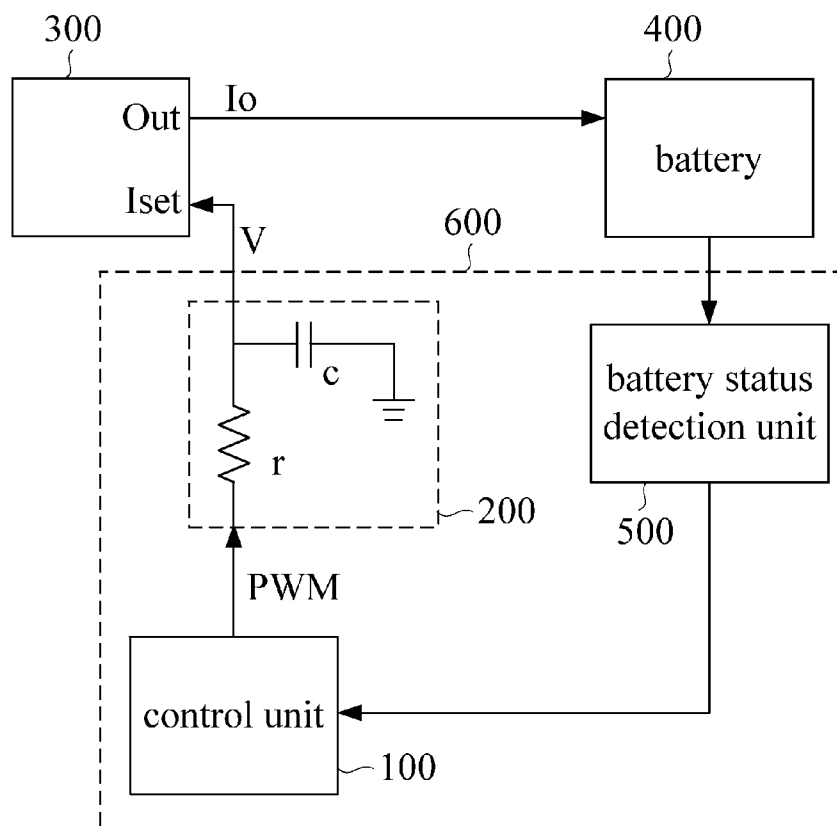 300
400
Out
Io
battery
Iset
V
600
c
battery status
detection unit
r
200
500
PWM
control unit
100